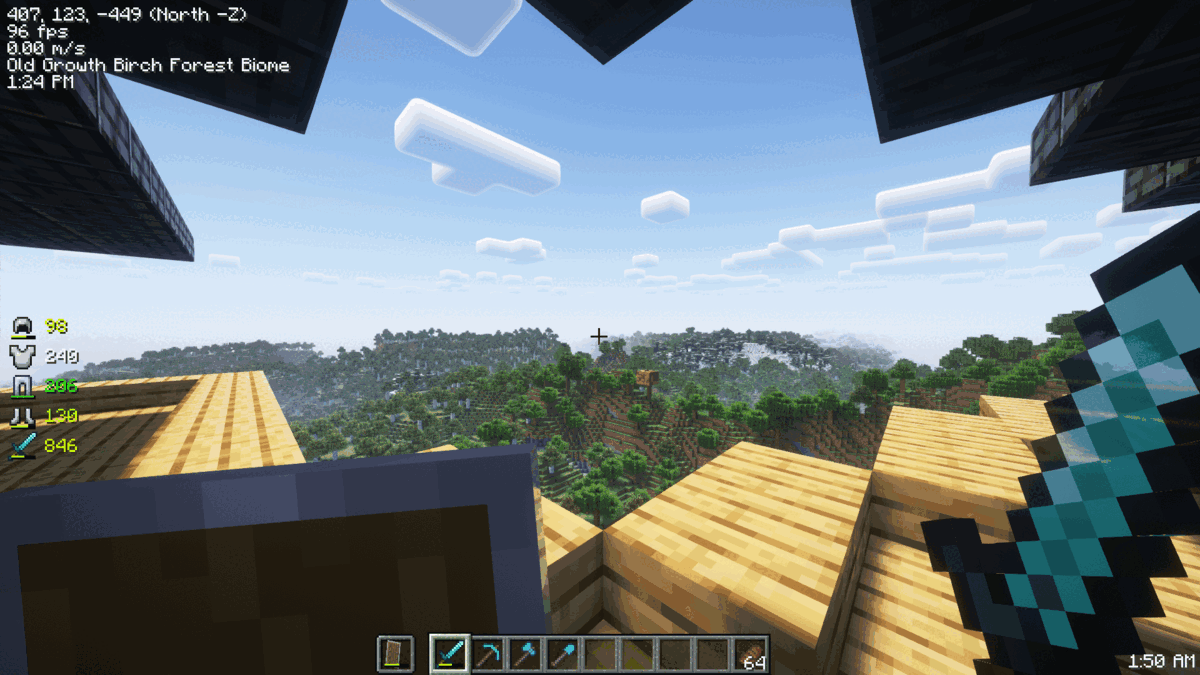 407, 123, -449 (North -Z)
96 fps
0.00 m/s
Old Growth Birch Forest Biome
1:24 PM
98
240
206
130
846
64
1:50 AM